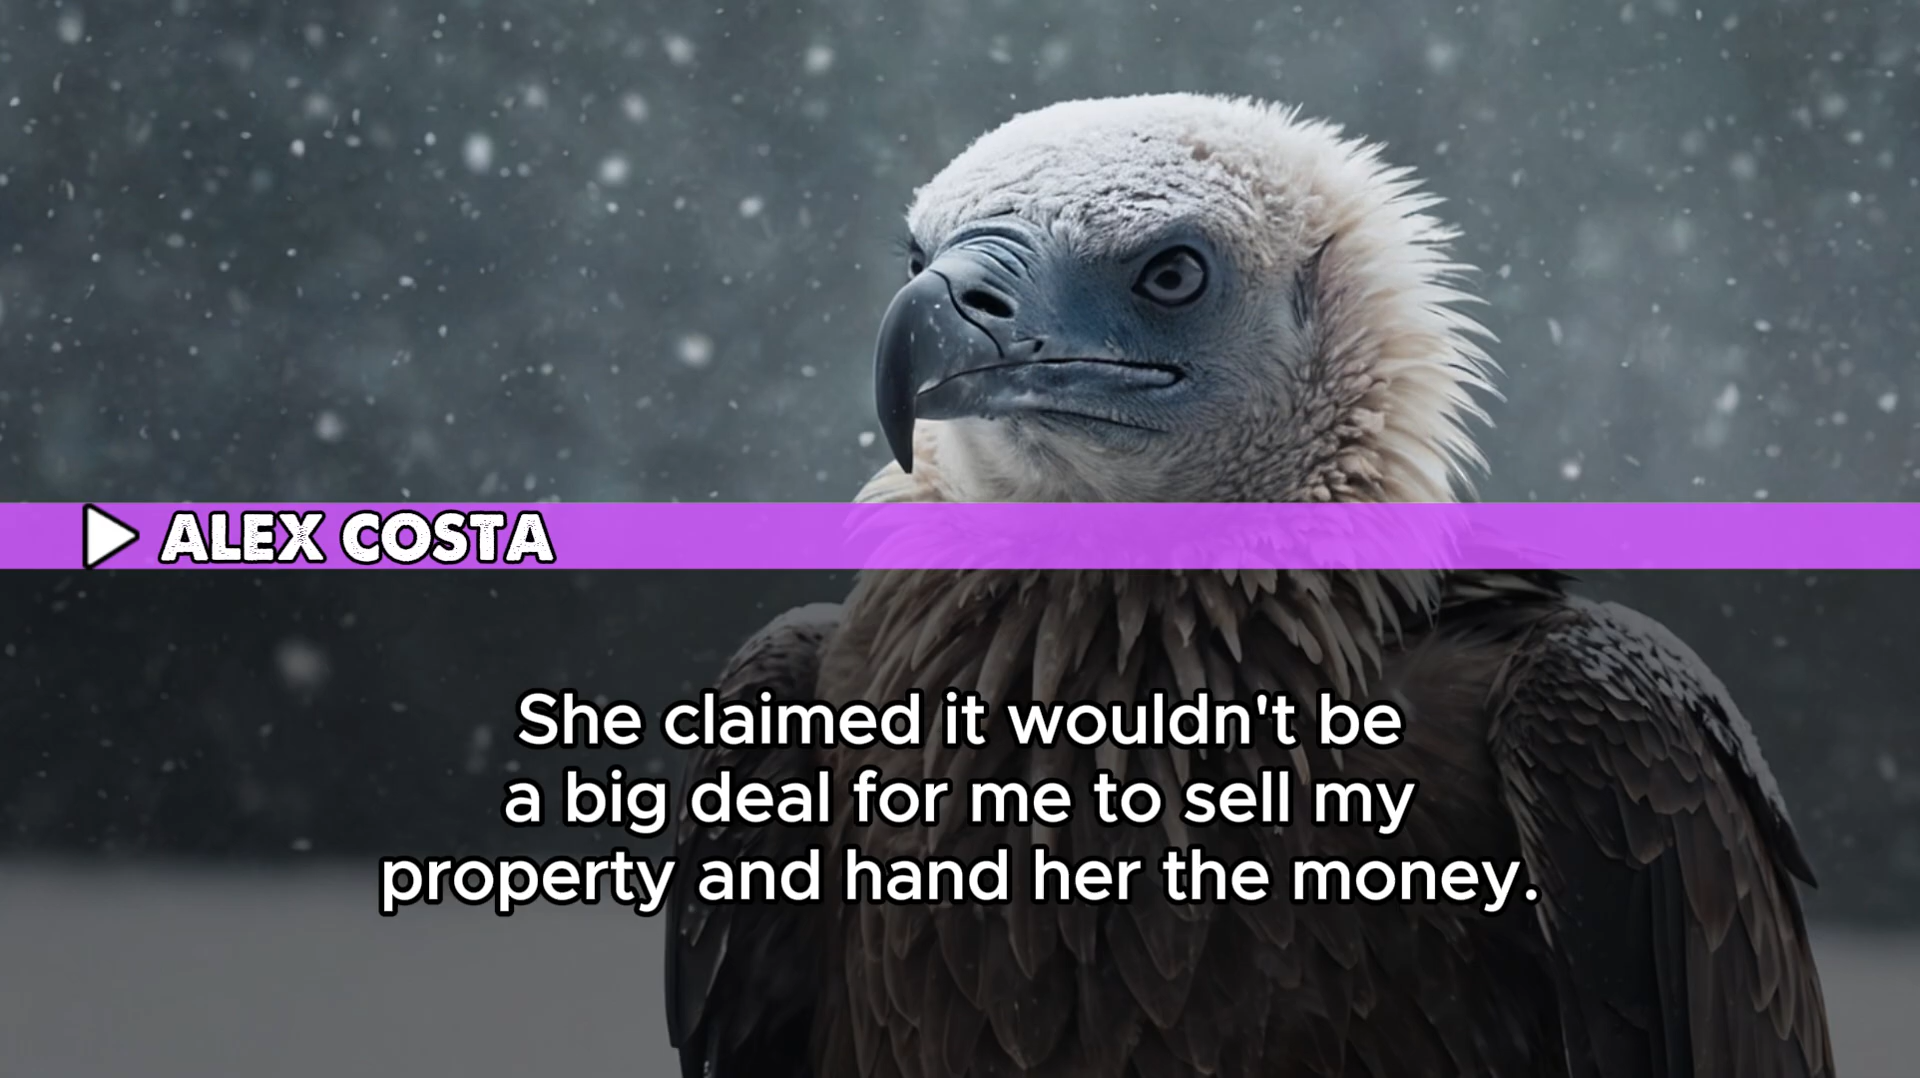 ALEX COSTA
She claimed it wouldn't be
a big deal for me to sell my
property and hand her the money.